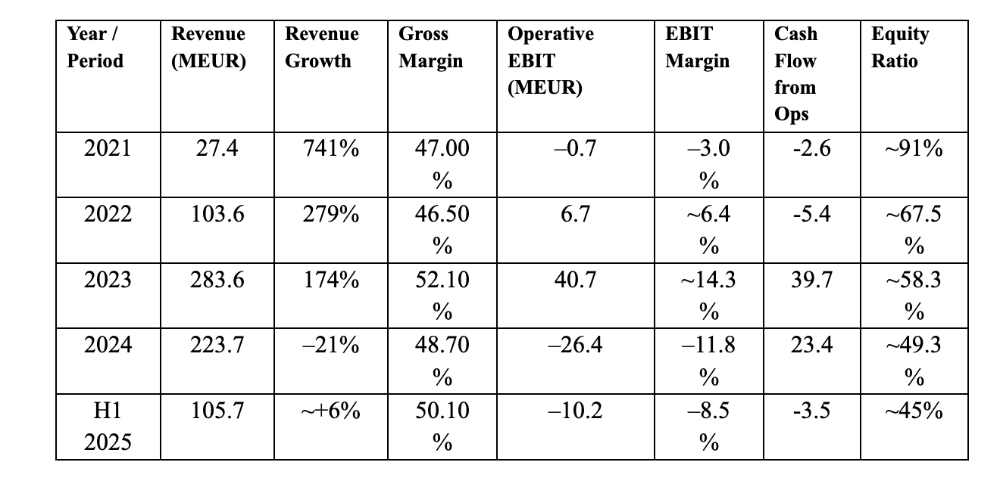 Year / Period | Revenue (MEUR) | Revenue Growth | Gross Margin | Operative EBIT (MEUR) | EBIT Margin | Cash Flow from Ops | Equity Ratio
2021 | 27.4 | 741% | 47.00 % | –0.7 | –3.0 % | -2.6 | ~91%
2022 | 103.6 | 279% | 46.50 % | 6.7 | ~6.4 % | -5.4 | ~67.5 %
2023 | 283.6 | 174% | 52.10 % | 40.7 | ~14.3 % | 39.7 | ~58.3 %
2024 | 223.7 | –21% | 48.70 % | –26.4 | –11.8 % | 23.4 | ~49.3 %
H1 2025 | 105.7 | ~+6% | 50.10 % | –10.2 | –8.5 % | -3.5 | ~45%